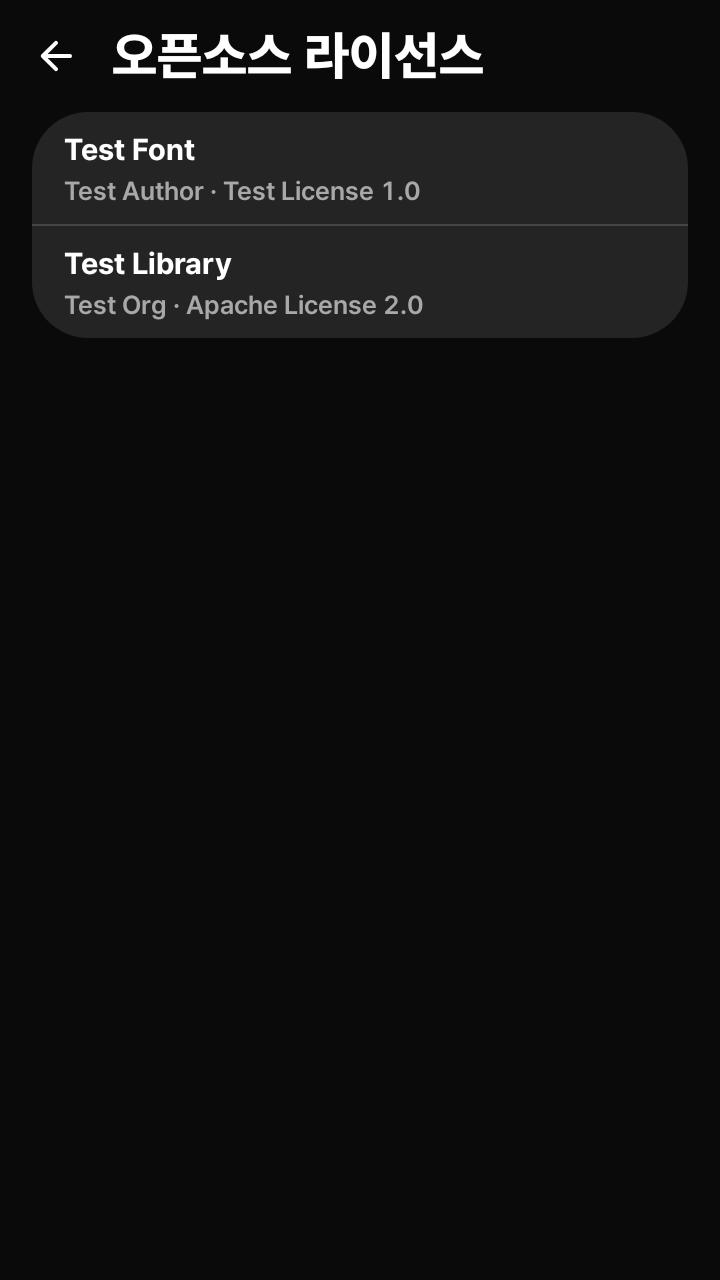 오픈소스 라이선스
Test Font
Test Author · Test License 1.0
Test Library
Test Org · Apache License 2.0